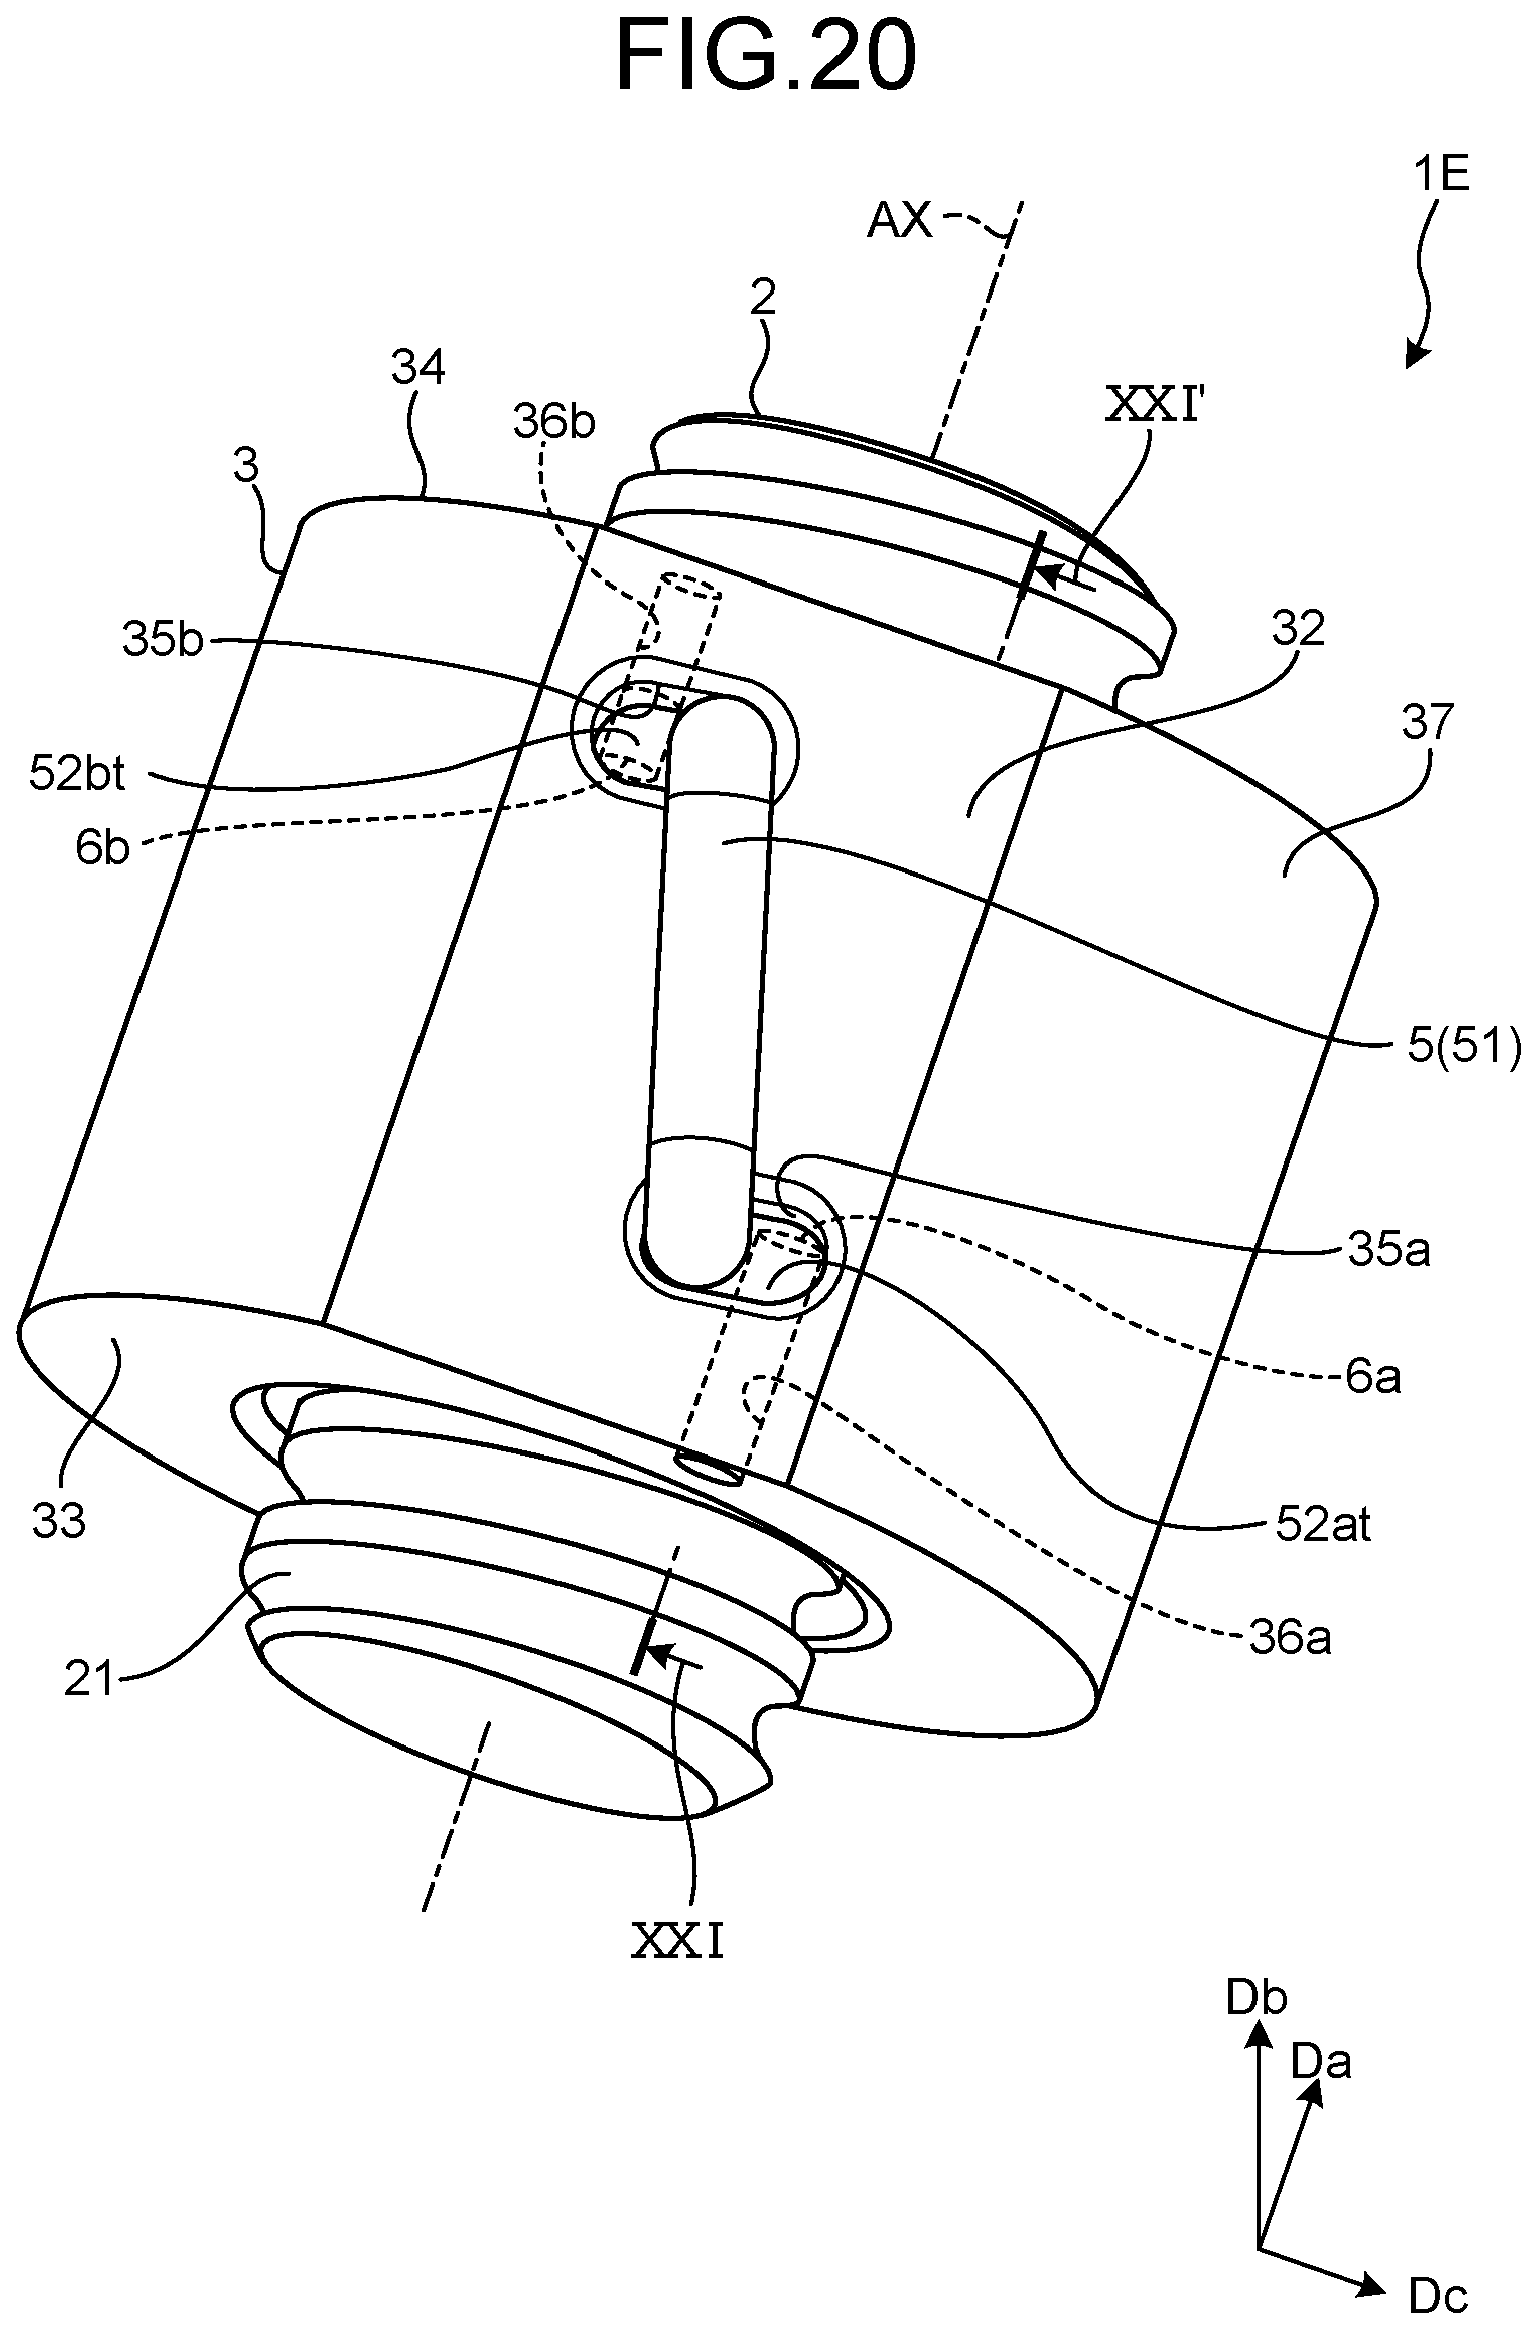 FIG.20
1E
AX
2
34
XXI'
36b
3
32
35b
37
52bt
6b
5(51)
35a
6a
33
52at
36a
21
XXI
Db
Da
Dc